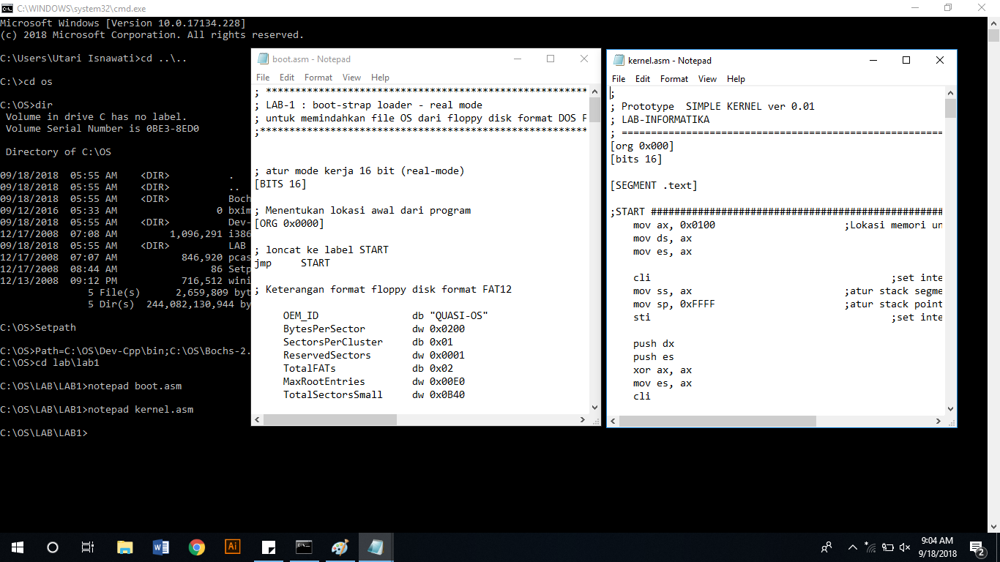 C:\WINDOWS\system32\cmd.exe
Microsoft Windows [Version 10.0.17134.228]
(c) 2018 Microsoft Corporation. All rights reserved.
C:\Users\Utari Isnawati>cd ..\..
C:\>cd os
C:\OS>dir
Volume in drive C has no label.
Volume Serial Number is 0BE3-8ED0
Directory of C:\OS
09/18/2018 05:55 AM <DIR> .
09/18/2018 05:55 AM <DIR> ..
09/18/2018 05:55 AM <DIR> Boch
09/12/2016 05:33 AM 0 bxim
09/18/2018 05:55 AM <DIR> Dev-
12/17/2008 07:08 AM 1,096,291 i386
09/18/2018 05:55 AM <DIR> LAB
12/17/2008 07:07 AM 846,920 pcas
12/17/2008 08:44 AM 86 Setp
12/13/2008 09:12 PM 716,512 wini
5 File(s) 2,659,809 byt
5 Dir(s) 244,082,130,944 by
C:\OS>Setpath
C:\OS>Path=C:\OS\Dev-Cpp\bin;C:\OS\Bochs-2.
C:\OS>cd lab\lab1
C:\OS\LAB\LAB1>notepad boot.asm
C:\OS\LAB\LAB1>notepad kernel.asm
C:\OS\LAB\LAB1>
boot.asm - Notepad
File Edit Format View Help
; *******************************************************
; LAB-1 : boot-strap loader - real mode
; untuk memindahkan file OS dari floppy disk format DOS F
;********************************************************
; atur mode kerja 16 bit (real-mode)
[BITS 16]
; Menentukan lokasi awal dari program
[ORG 0x0000]
; loncat ke label START
jmp START
; Keterangan format floppy disk format FAT12
OEM_ID db "QUASI-OS"
BytesPerSector dw 0x0200
SectorsPerCluster db 0x01
ReservedSectors dw 0x0001
TotalFATs db 0x02
MaxRootEntries dw 0x00E0
TotalSectorsSmall dw 0x0B40
kernel.asm - Notepad
File Edit Format View Help
;
; Prototype SIMPLE KERNEL ver 0.01
; LAB-INFORMATIKA
; =======================================================
[org 0x000]
[bits 16]
[SEGMENT .text]
;START ##################################################
mov ax, 0x0100 ;Lokasi memori un
mov ds, ax
mov es, ax
cli ;set inte
mov ss, ax ;atur stack segme
mov sp, 0xFFFF ;atur stack point
sti ;set inte
push dx
push es
xor ax, ax
mov es, ax
cli
9:04 AM
9/18/2018
2